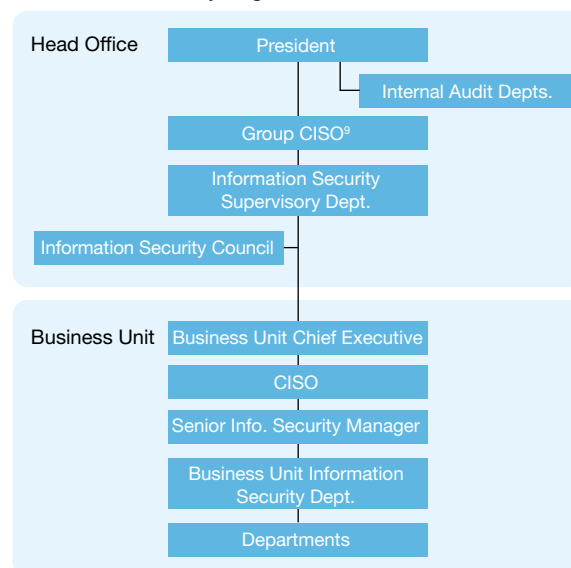 Head Office
President
Internal Audit Depts.
Group CISO⁹
Information Security
Supervisory Dept.
Information Security Council
Business Unit
Business Unit Chief Executive
CISO
Senior Info. Security Manager
Business Unit Information
Security Dept.
Departments